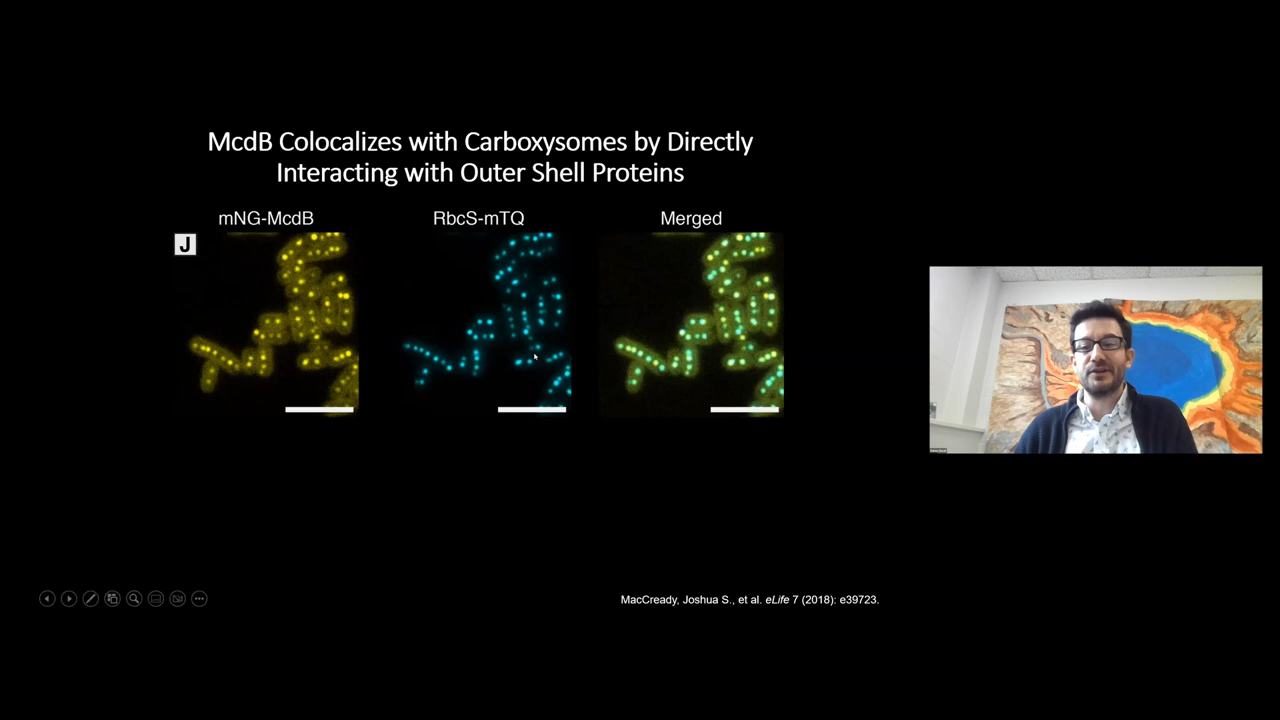 McdB Colocalizes with Carboxysomes by Directly
Interacting with Outer Shell Proteins
mNG-McdB
RbcS-mTQ
Merged
J
MacCready, Joshua S., et al. eLife 7 (2018): e39723.